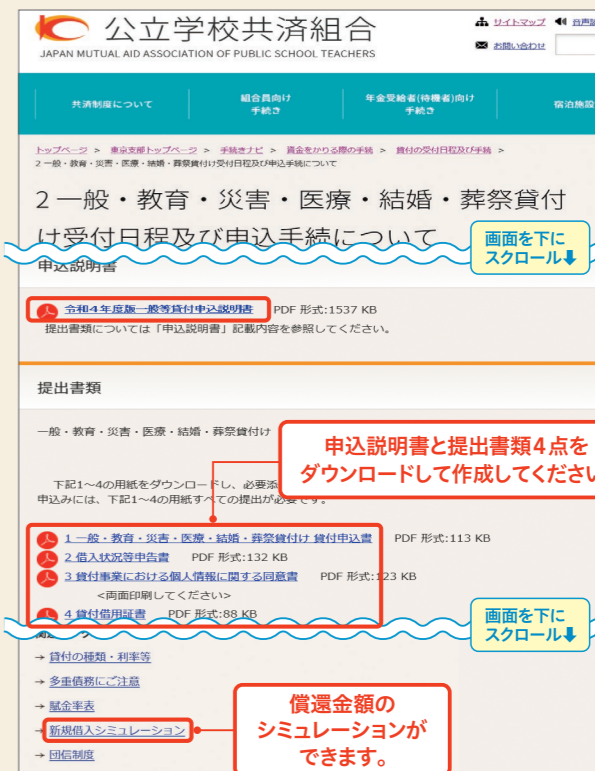 公立学校共済組合
JAPAN MUTUAL AID ASSOCIATION OF PUBLIC SCHOOL TEACHERS
サイトマップ
お問い合わせ
共済制度について
組合員向け
手続き
年金受給者(待機者)向け
手続き
宿泊施設
トップページ > 東京支部トップページ > 手続きナビ > 資金をかりる際の手続 > 貸付の受付日程及び手続 >
2 一般・教育・災害・医療・結婚・葬祭貸付け受付日程及び申込手続について
2 一般・教育・災害・医療・結婚・葬祭貸付
け受付日程及び申込手続について
画面を下に
スクロール⬇
申込説明書
令和4年度版一般等貸付申込説明書 PDF 形式:1537 KB
提出書類については「申込説明書」記載内容を参照してください。
提出書類
一般・教育・災害・医療・結婚・葬祭貸付け
申込説明書と提出書類4点を
ダウンロードして作成してくださ
下記1～4の用紙をダウンロードし、必要添
申込みには、下記1～4の用紙すべての提出が必要です。
1 一般・教育・災害・医療・結婚・葬祭貸付け 貸付申込書 PDF 形式:113 KB
2 借入状況等申告書 PDF 形式:132 KB
3 貸付事業における個人情報に関する同意書 PDF 形式:123 KB
<両面印刷してください>
4 貸付借用証書 PDF 形式:88 KB
画面を下に
スクロール⬇
→ 貸付の種類・利率等
→ 多重債務にご注意
→ 賦金率表
→ 新規借入シミュレーション
→ 団信制度
償還金額の
シミュレーションが
できます。